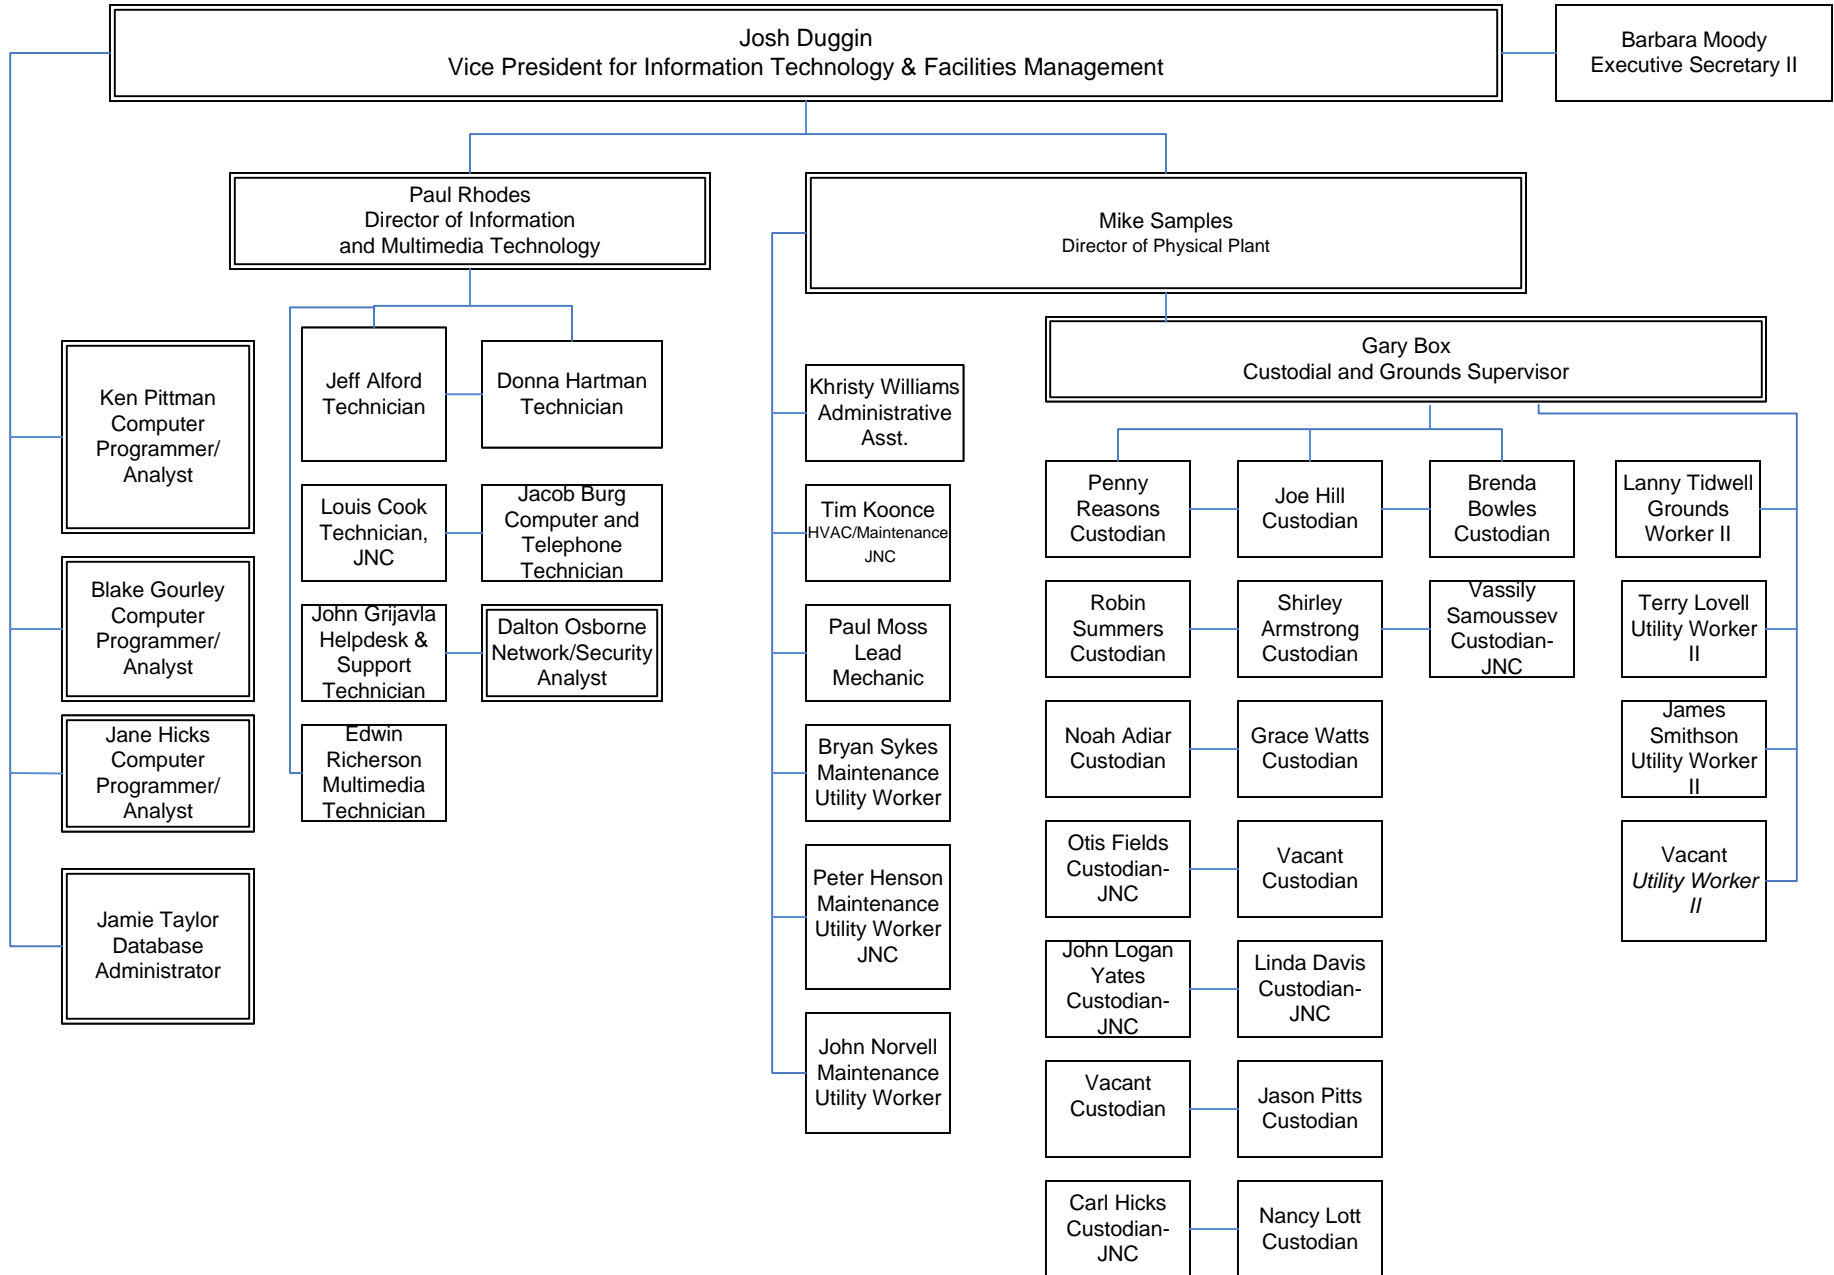 Josh Duggin
Vice President for Information Technology & Facilities Management
Barbara Moody
Executive Secretary II
Paul Rhodes
Director of Information
and Multimedia Technology
Mike Samples
Director of Physical Plant
Gary Box
Custodial and Grounds Supervisor
Ken Pittman
Computer
Programmer/
Analyst
Blake Gourley
Computer
Programmer/
Analyst
Jane Hicks
Computer
Programmer/
Analyst
Jamie Taylor
Database
Administrator
Jeff Alford
Technician
Donna Hartman
Technician
Louis Cook
Technician,
JNC
Jacob Burg
Computer and
Telephone
Technician
John Grijavla
Helpdesk &
Support
Technician
Dalton Osborne
Network/Security
Analyst
Edwin
Richerson
Multimedia
Technician
Khristy Williams
Administrative
Asst.
Tim Koonce
HVAC/Maintenance
JNC
Paul Moss
Lead
Mechanic
Bryan Sykes
Maintenance
Utility Worker
Peter Henson
Maintenance
Utility Worker
JNC
John Norvell
Maintenance
Utility Worker
Penny
Reasons
Custodian
Joe Hill
Custodian
Brenda
Bowles
Custodian
Robin
Summers
Custodian
Shirley
Armstrong
Custodian
Vassily
Samoussev
Custodian-
JNC
Noah Adiar
Custodian
Grace Watts
Custodian
Otis Fields
Custodian-
JNC
Vacant
Custodian
John Logan
Yates
Custodian-
JNC
Linda Davis
Custodian-
JNC
Vacant
Custodian
Jason Pitts
Custodian
Carl Hicks
Custodian-
JNC
Nancy Lott
Custodian
Lanny Tidwell
Grounds
Worker II
Terry Lovell
Utility Worker
II
James
Smithson
Utility Worker
II
Vacant
Utility Worker
II